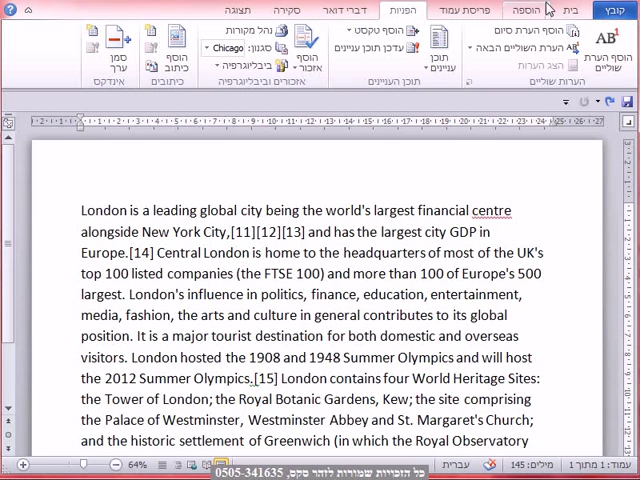 קובץ בית הוספה פריסת עמוד הפניות דברי דואר סקירה תצוגה
AB¹ הוסף הערת שוליים
הוסף הערת סיום
הערת השוליים הבאה
הצג הערות
הערות שוליים
תוכן עניינים
הוסף טקסט
עדכן תוכן עניינים
תוכן העניינים
הוסף אזכור
נהל מקורות
סגנון: Chicago
ביבליוגרפיה
אזכורים וביבליוגרפיה
הוסף כיתוב
כיתובים
סמן ערך
אינדקס
London is a leading global city being the world's largest financial centre
alongside New York City,[11][12][13] and has the largest city GDP in
Europe.[14] Central London is home to the headquarters of most of the UK's
top 100 listed companies (the FTSE 100) and more than 100 of Europe's 500
largest. London's influence in politics, finance, education, entertainment,
media, fashion, the arts and culture in general contributes to its global
position. It is a major tourist destination for both domestic and overseas
visitors. London hosted the 1908 and 1948 Summer Olympics and will host
the 2012 Summer Olympics.[15] London contains four World Heritage Sites:
the Tower of London; the Royal Botanic Gardens, Kew; the site comprising
the Palace of Westminster, Westminster Abbey and St. Margaret's Church;
and the historic settlement of Greenwich (in which the Royal Observatory
עמוד: 1 מתוך 1 מילים: 145 עברית 64%
כל הזכויות שמורות לזהר סקס, 0505-341635